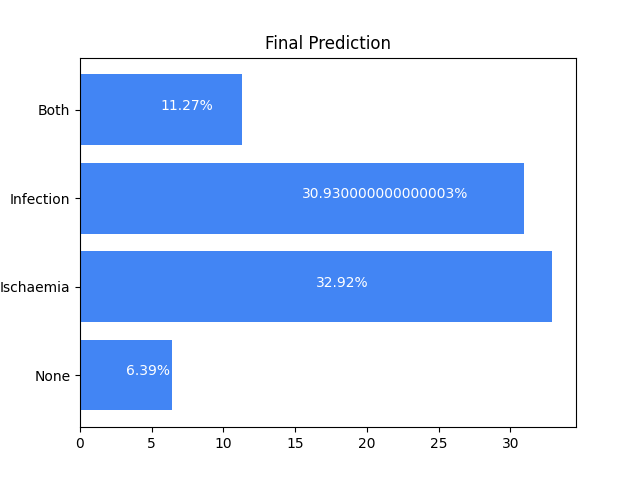 Final Prediction
Both
11.27%
Infection
30.930000000000003%
Ischaemia
32.92%
None
6.39%
0 5 10 15 20 25 30